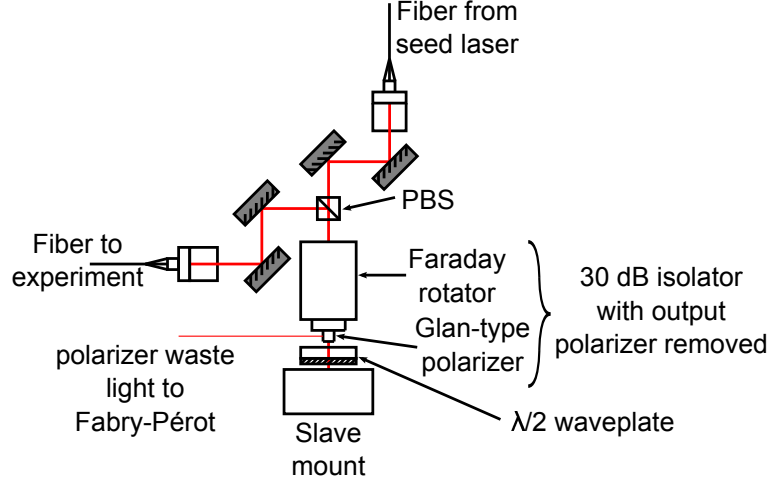 Fiber from
seed laser
PBS
Fiber to
experiment
Faraday
rotator
Glan-type
polarizer
30 dB isolator
with output
polarizer removed
polarizer waste
light to
Fabry-Pérot
λ/2 waveplate
Slave
mount